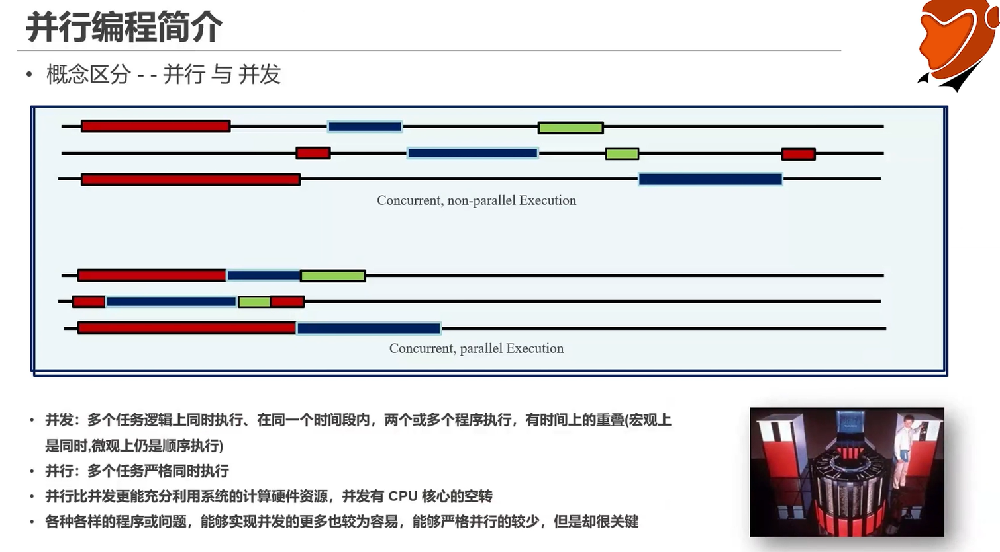 并行编程简介
• 概念区分 - - 并行 与 并发
Concurrent, non-parallel Execution
Concurrent, parallel Execution
• 并发：多个任务逻辑上同时执行、在同一个时间段内，两个或多个程序执行，有时间上的重叠(宏观上
是同时,微观上仍是顺序执行)
• 并行：多个任务严格同时执行
• 并行比并发更能充分利用系统的计算硬件资源，并发有 CPU 核心的空转
• 各种各样的程序或问题，能够实现并发的更多也较为容易，能够严格并行的较少，但是却很关键